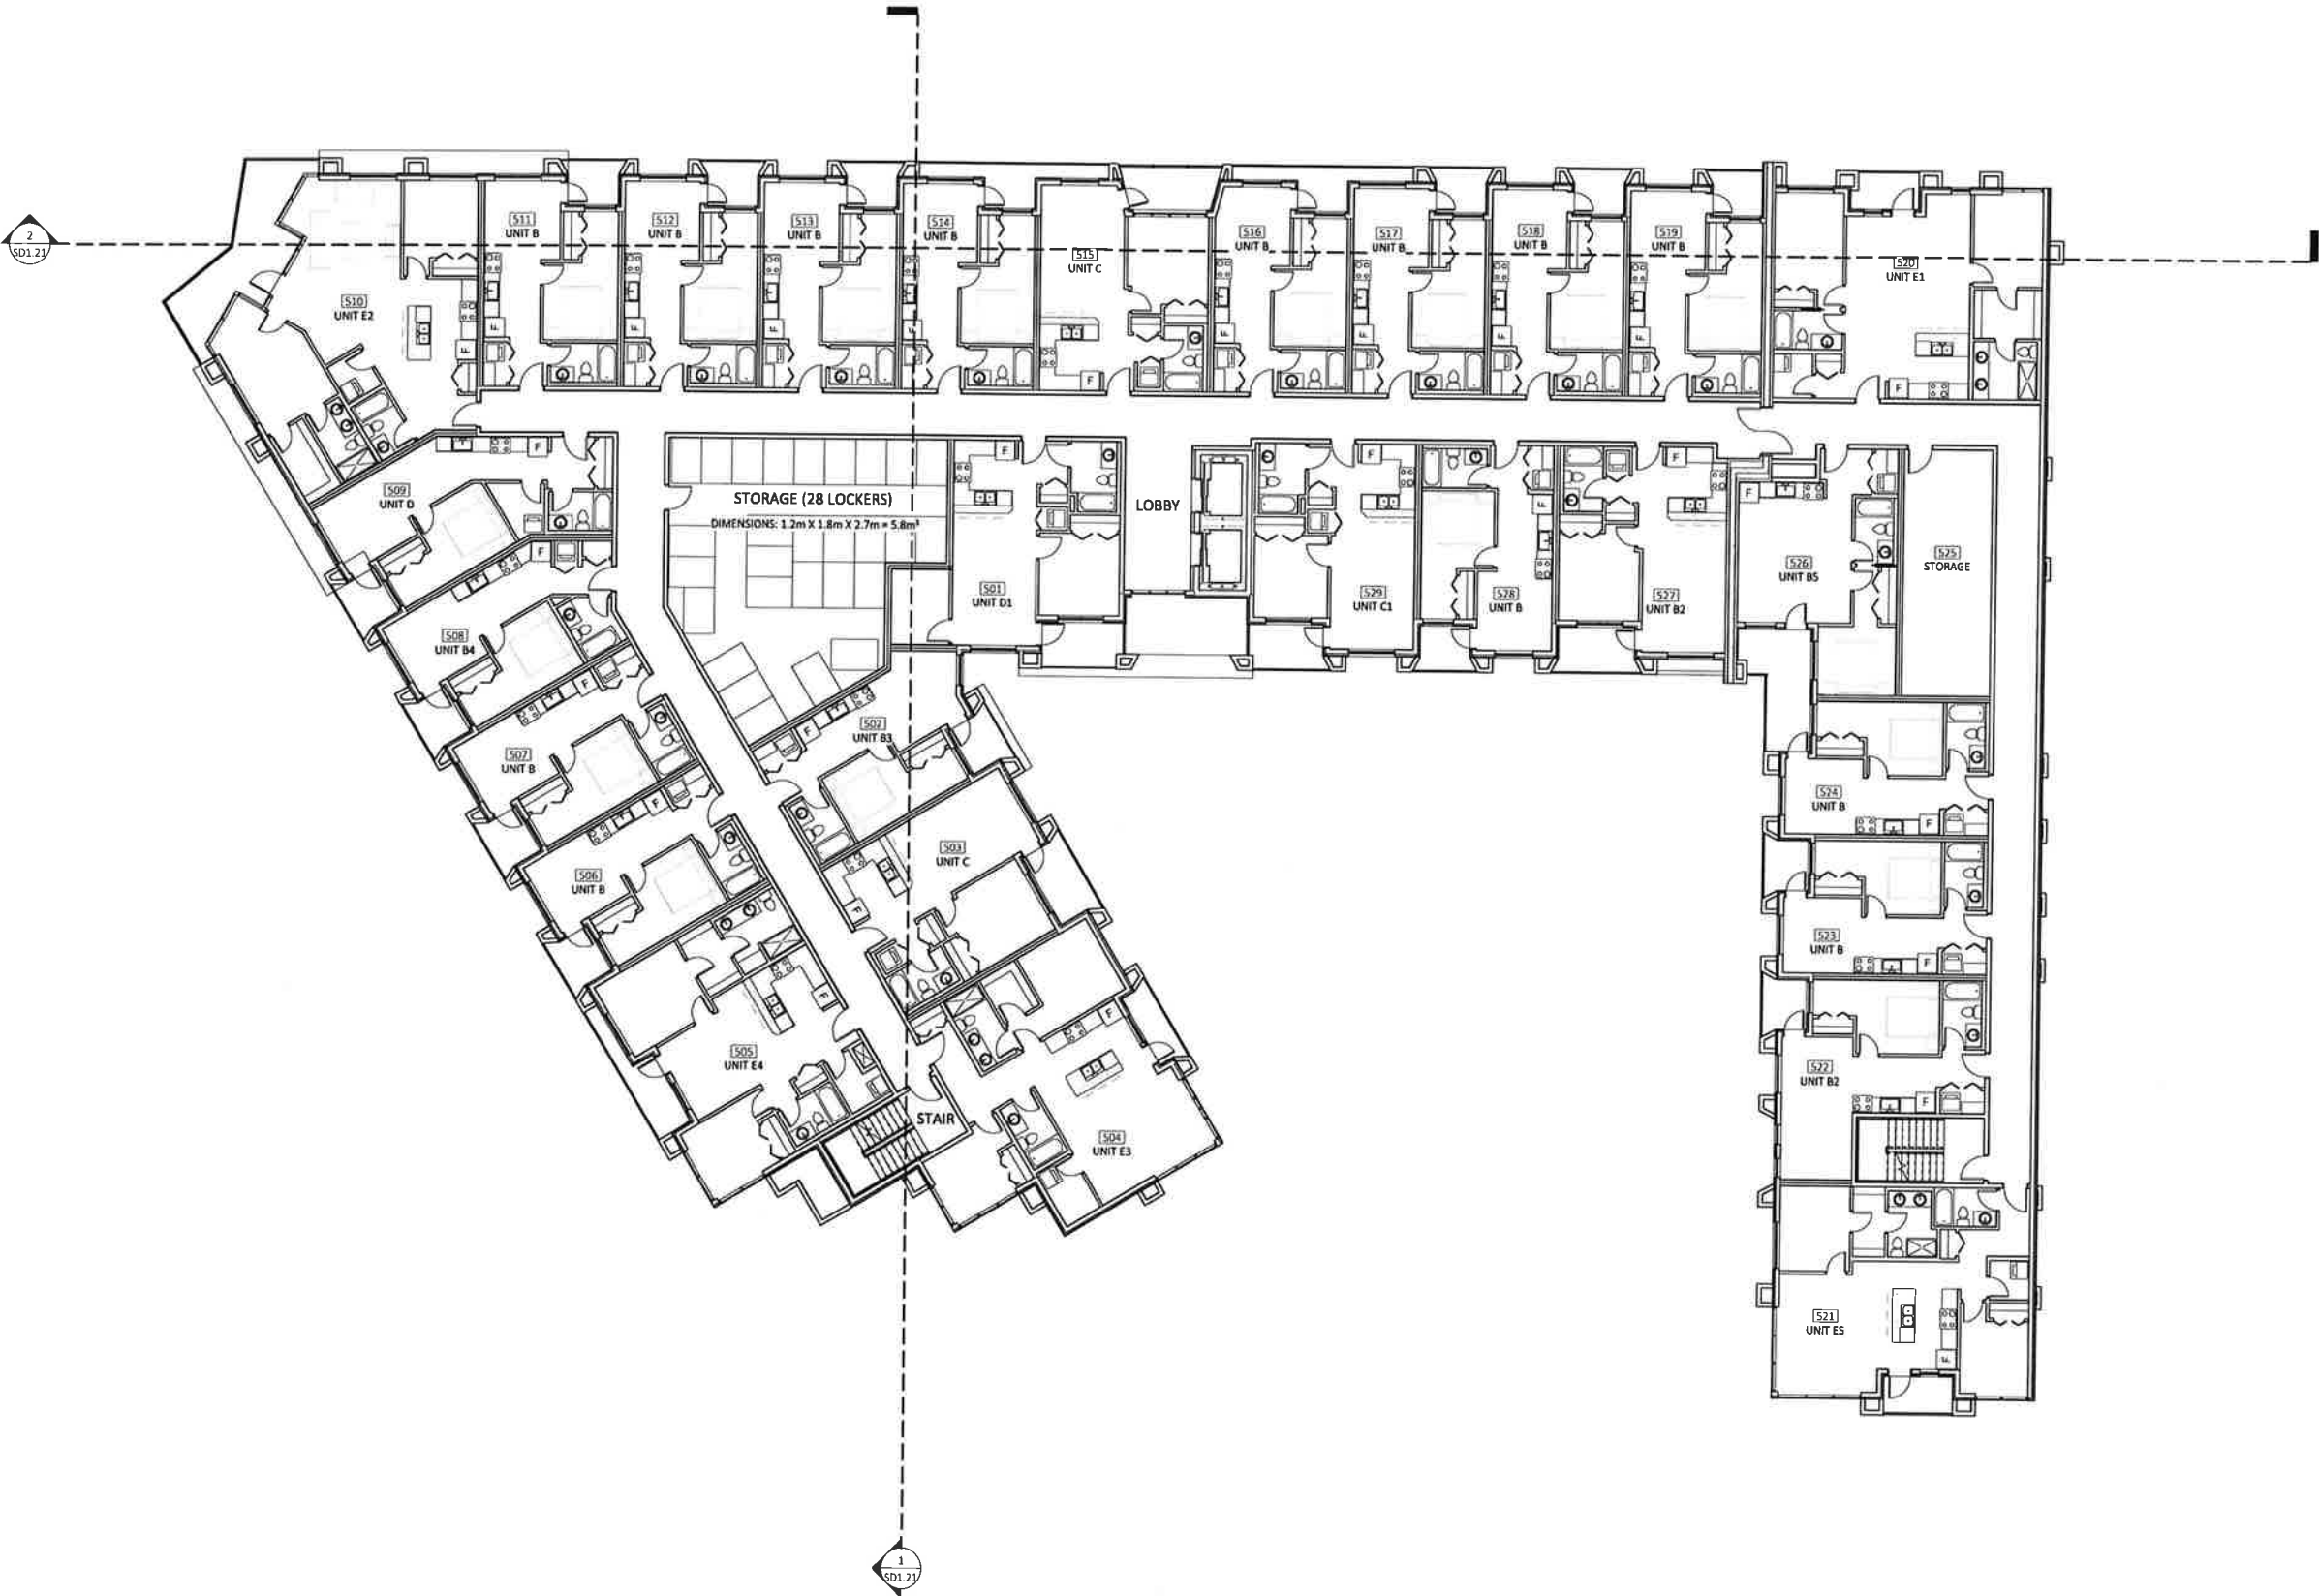 2
SD1.21
511
UNIT B
512
UNIT B
513
UNIT B
514
UNIT B
515
UNIT C
516
UNIT B
517
UNIT B
518
UNIT B
519
UNIT B
520
UNIT E1
510
UNIT E2
F
F
F
F
F
F
F
F
F
F
F
509
UNIT D
F
STORAGE (28 LOCKERS)
DIMENSIONS: 1.2m X 1.8m X 2.7m = 5.8m³
F
LOBBY
F
F
F
F
F
501
UNIT D1
529
UNIT C1
528
UNIT B
527
UNIT B2
526
UNIT B5
525
STORAGE
508
UNIT B4
F
507
UNIT B
F
502
UNIT B3
F
506
UNIT B
F
503
UNIT C
F
524
UNIT B
F
523
UNIT B
F
505
UNIT E4
F
522
UNIT B2
F
STAIR
504
UNIT E3
F
521
UNIT E5
F
1
SD1.21